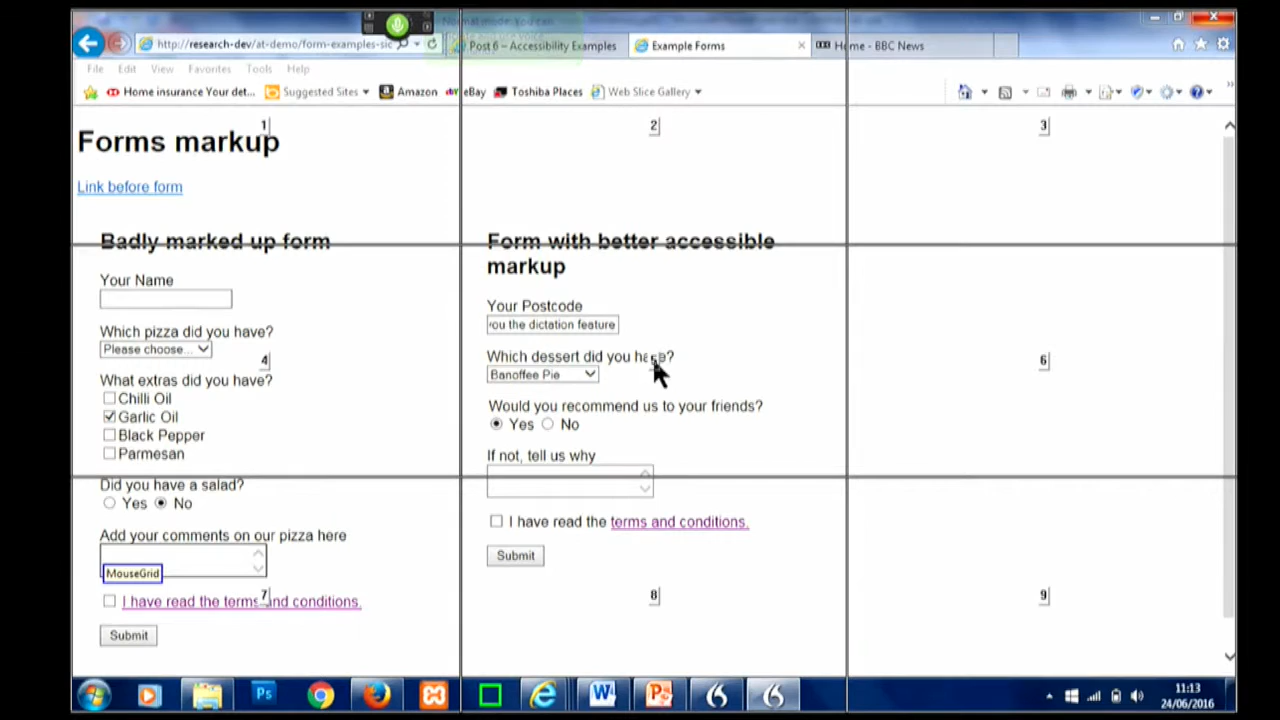 Normal mode: You can
http://research-dev/at-demo/form-examples-sic
Post 6 – Accessibility Examples
Example Forms
Home - BBC News
File Edit View Favorites Tools Help
Home insurance Your det...
Suggested Sites
Amazon
eBay
Toshiba Places
Web Slice Gallery
1
2
3
Forms markup
Link before form
Badly marked up form
Your Name
Which pizza did you have?
Please choose...
4
What extras did you have?
Chilli Oil
Garlic Oil
Black Pepper
Parmesan
Did you have a salad?
Yes No
Add your comments on our pizza here
MouseGrid
7
I have read the terms and conditions.
Submit
Form with better accessible
markup
Your Postcode
you the dictation feature
Which dessert did you have?
Banoffee Pie
Would you recommend us to your friends?
Yes No
If not, tell us why
I have read the terms and conditions.
Submit
8
6
9
Ps
W
P
11:13
24/06/2016